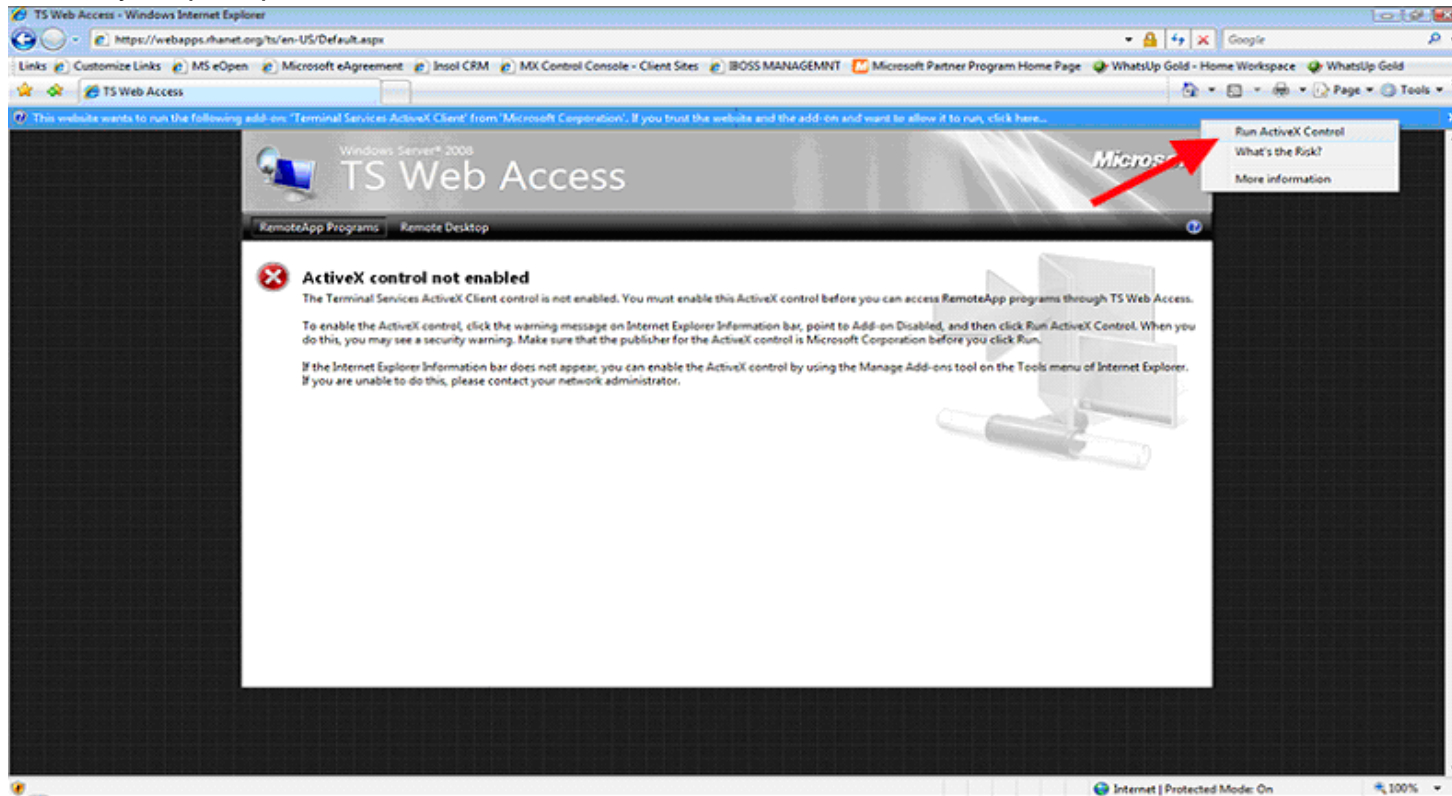 TS Web Access - Windows Internet Explorer
https://webapps.rhanet.org/ts/en-US/Default.aspx
Google
Links Customize Links MS eOpen Microsoft eAgreement Insol CRM MX Control Console - Client Sites IBOSS MANAGEMNT Microsoft Partner Program Home Page WhatsUp Gold - Home Workspace WhatsUp Gold
TS Web Access
Page Tools
This website wants to run the following add-on: 'Terminal Services ActiveX Client' from 'Microsoft Corporation'. If you trust the website and the add-on and want to allow it to run, click here...
Run ActiveX Control
What's the Risk?
More information
Windows Server® 2008
TS Web Access
RemoteApp Programs Remote Desktop
ActiveX control not enabled
The Terminal Services ActiveX Client control is not enabled. You must enable this ActiveX control before you can access RemoteApp programs through TS Web Access.
To enable the ActiveX control, click the warning message on Internet Explorer Information bar, point to Add-on Disabled, and then click Run ActiveX Control. When you
do this, you may see a security warning. Make sure that the publisher for the ActiveX control is Microsoft Corporation before you click Run.
If the Internet Explorer Information bar does not appear, you can enable the ActiveX control by using the Manage Add-ons tool on the Tools menu of Internet Explorer.
If you are unable to do this, please contact your network administrator.
Internet | Protected Mode: On 100%